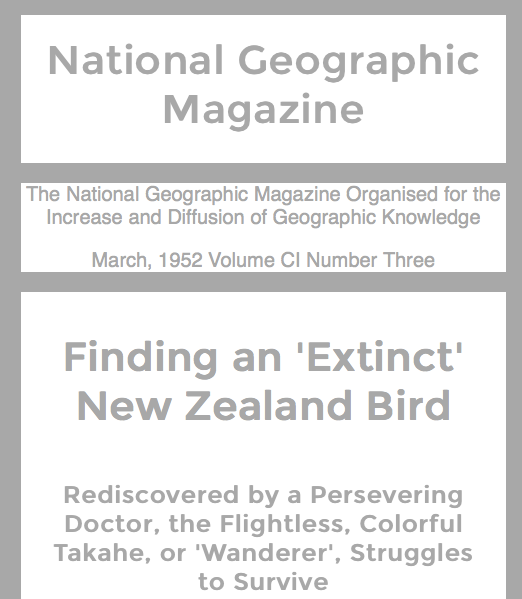 National Geographic
Magazine
The National Geographic Magazine Organised for the
Increase and Diffusion of Geographic Knowledge
March, 1952 Volume CI Number Three
Finding an 'Extinct'
New Zealand Bird
Rediscovered by a Persevering
Doctor, the Flightless, Colorful
Takahe, or 'Wanderer', Struggles
to Survive